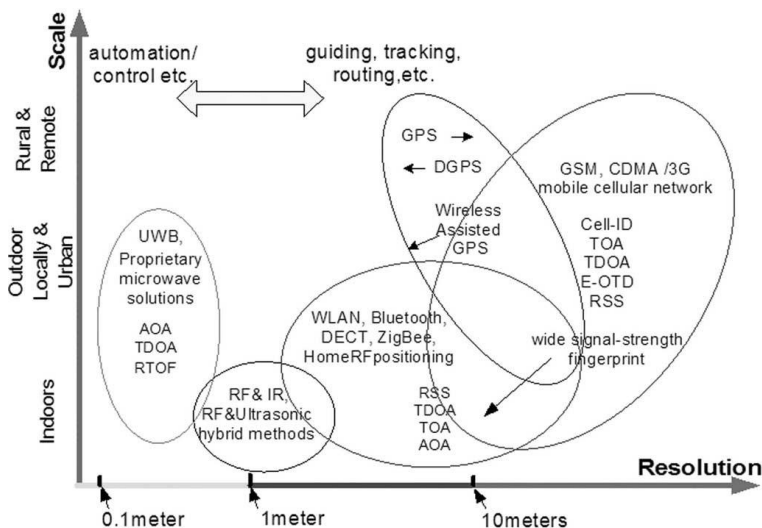 Scale
automation/
control etc.
guiding, tracking,
routing,etc.
Rural &
Remote
GPS
DGPS
GSM, CDMA /3G
mobile cellular network
Wireless
Assisted
GPS
Cell-ID
TOA
TDOA
E-OTD
RSS
Outdoor
Locally &
Urban
UWB,
Proprietary
microwave
solutions
AOA
TDOA
RTOF
WLAN, Bluetooth,
DECT, ZigBee,
HomeRFpositioning
wide signal-strength
fingerprint
Indoors
RF& IR,
RF&Ultrasonic
hybrid methods
RSS
TDOA
TOA
AOA
Resolution
0.1meter
1meter
10meters